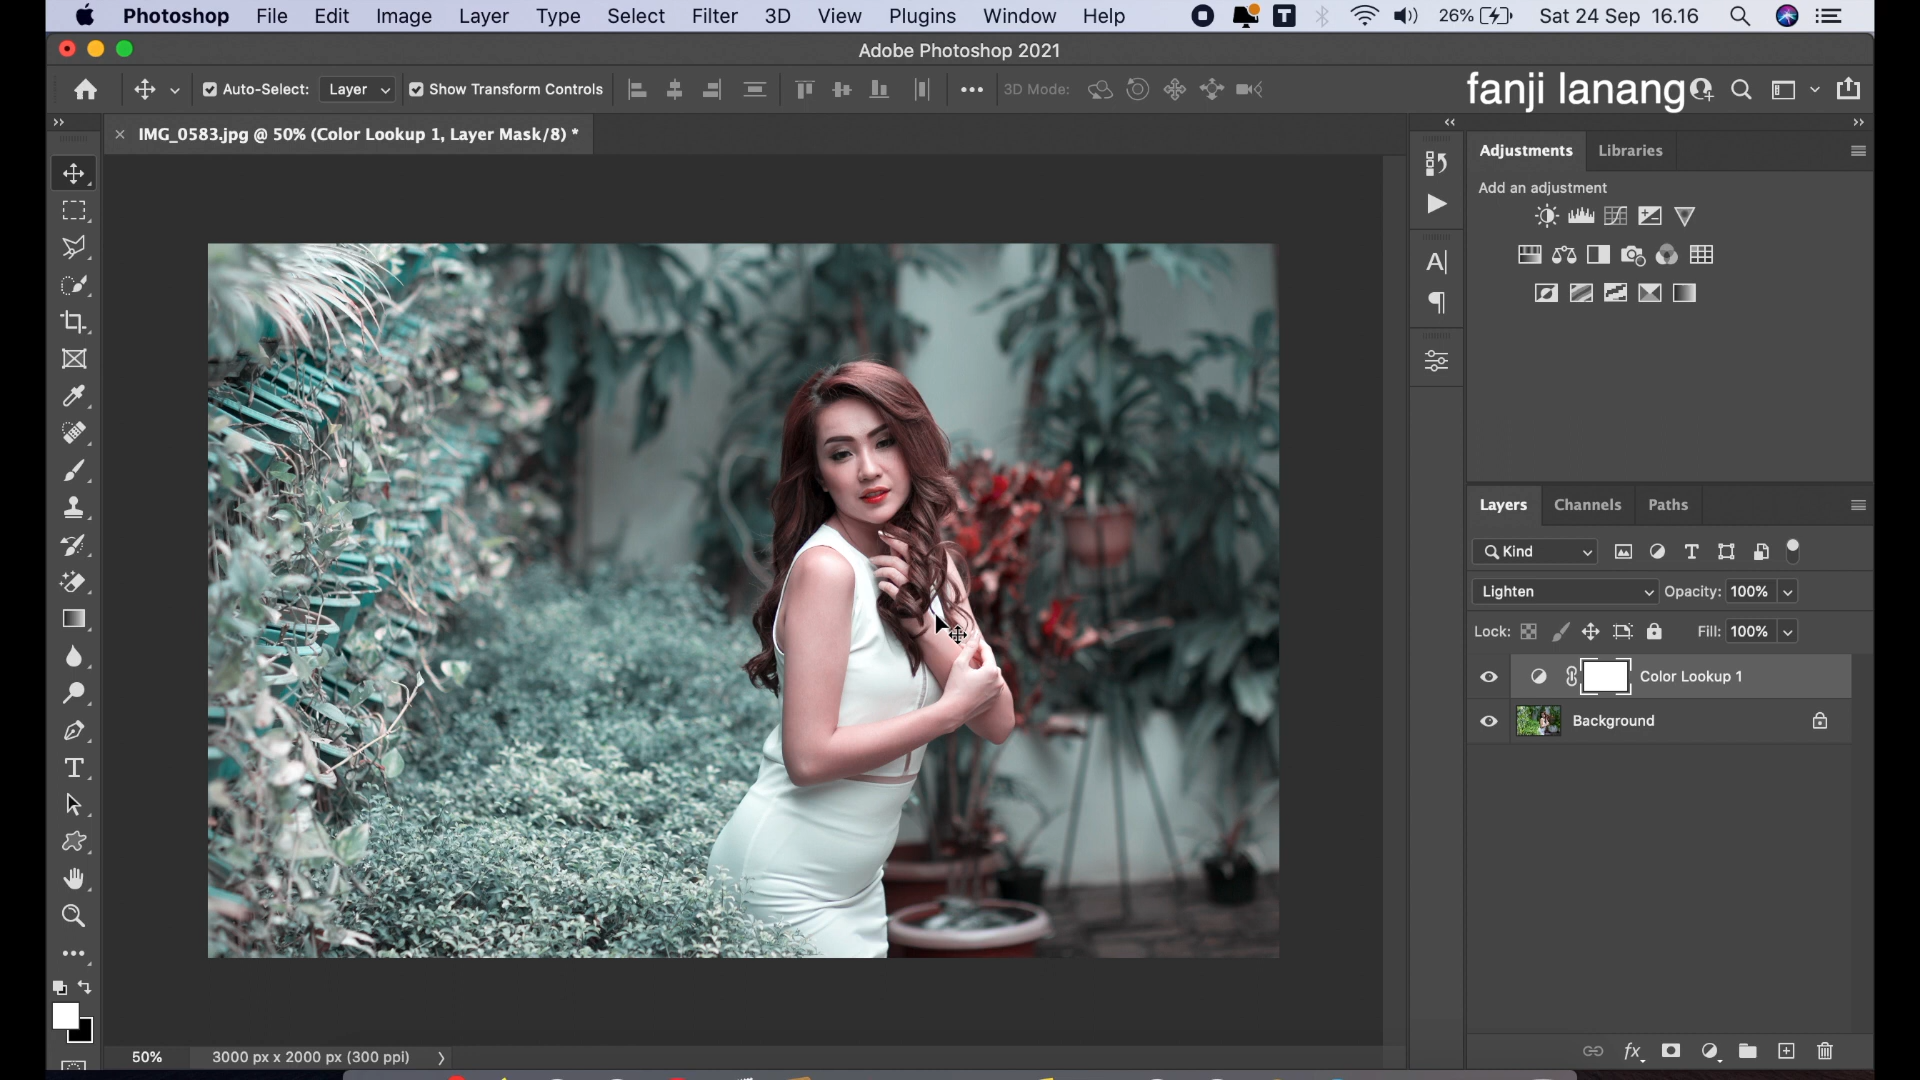 Photoshop File Edit Image Layer Type Select Filter 3D View Plugins Window Help 26% Sat 24 Sep 16.16
Adobe Photoshop 2021
Auto-Select: Layer Show Transform Controls 3D Mode: fanji lanang
IMG_0583.jpg @ 50% (Color Lookup 1, Layer Mask/8) *
Adjustments Libraries
Add an adjustment
Layers Channels Paths
Kind
Lighten Opacity: 100%
Lock: Fill: 100%
Color Lookup 1
Background
50% 3000 px x 2000 px (300 ppi)